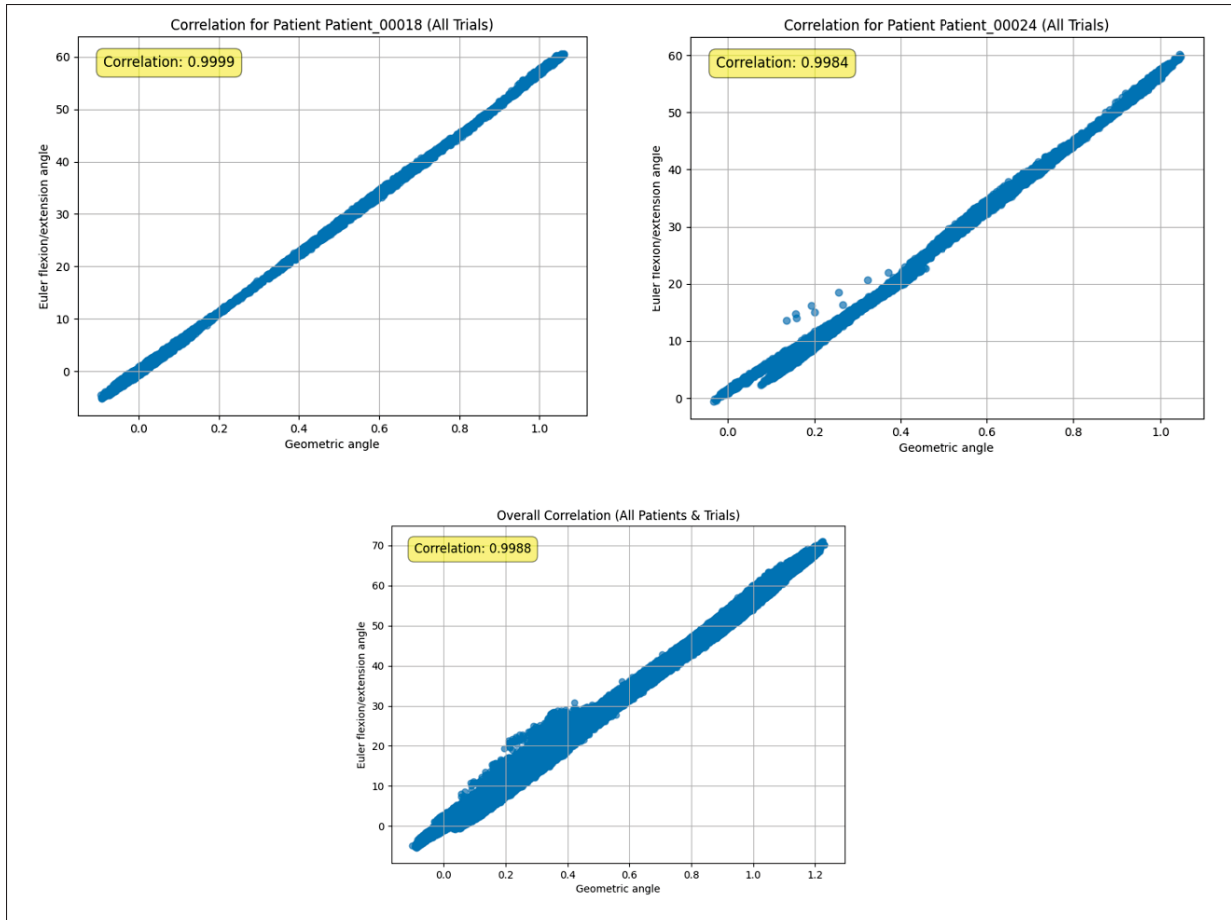 Correlation for Patient Patient_00018 (All Trials)
Correlation: 0.9999
60
50
40
30
20
10
0
Euler flexion/extension angle
0.0 0.2 0.4 0.6 0.8 1.0
Geometric angle
Correlation for Patient Patient_00024 (All Trials)
Correlation: 0.9984
60
50
40
30
20
10
0
Euler flexion/extension angle
0.0 0.2 0.4 0.6 0.8 1.0
Geometric angle
Overall Correlation (All Patients & Trials)
Correlation: 0.9988
70
60
50
40
30
20
10
0
Euler flexion/extension angle
0.0 0.2 0.4 0.6 0.8 1.0 1.2
Geometric angle